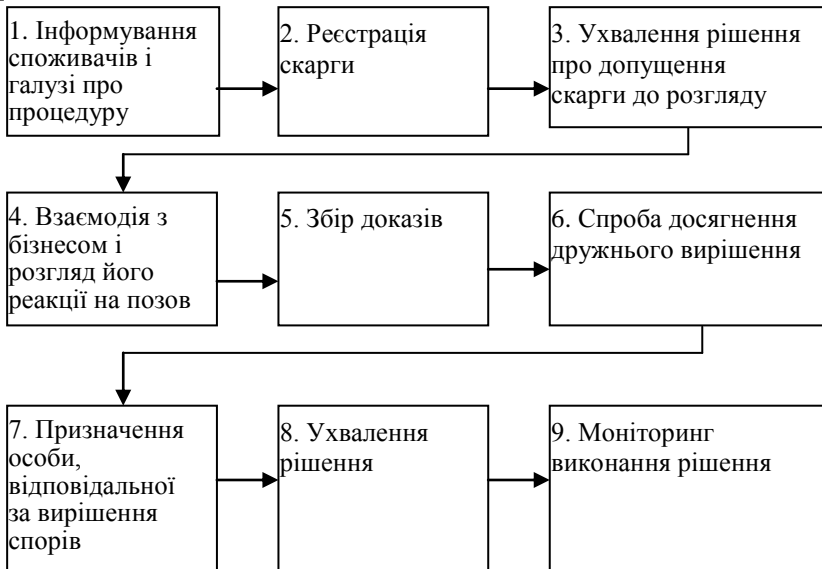 1. Інформування
споживачів і
галузі про
процедуру
2. Реєстрація
скарги
3. Ухвалення рішення
про допущення
скарги до розгляду
4. Взаємодія з
бізнесом і
розгляд його
реакції на позов
5. Збір доказів
6. Спроба досягнення
дружнього вирішення
7. Призначення
особи,
відповідальної
за вирішення
спорів
8. Ухвалення
рішення
9. Моніторинг
виконання рішення